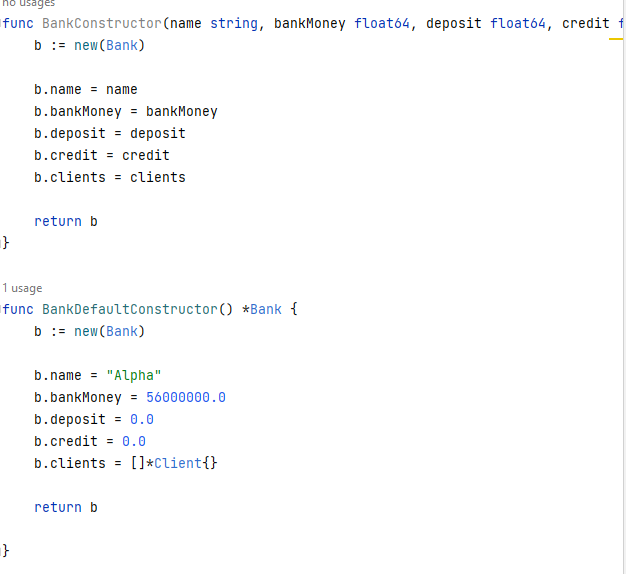 no usages
func BankConstructor(name string, bankMoney float64, deposit float64, credit f
b := new(Bank)
b.name = name
b.bankMoney = bankMoney
b.deposit = deposit
b.credit = credit
b.clients = clients
return b
}
1 usage
func BankDefaultConstructor() *Bank {
b := new(Bank)
b.name = "Alpha"
b.bankMoney = 56000000.0
b.deposit = 0.0
b.credit = 0.0
b.clients = []*Client{}
return b
}